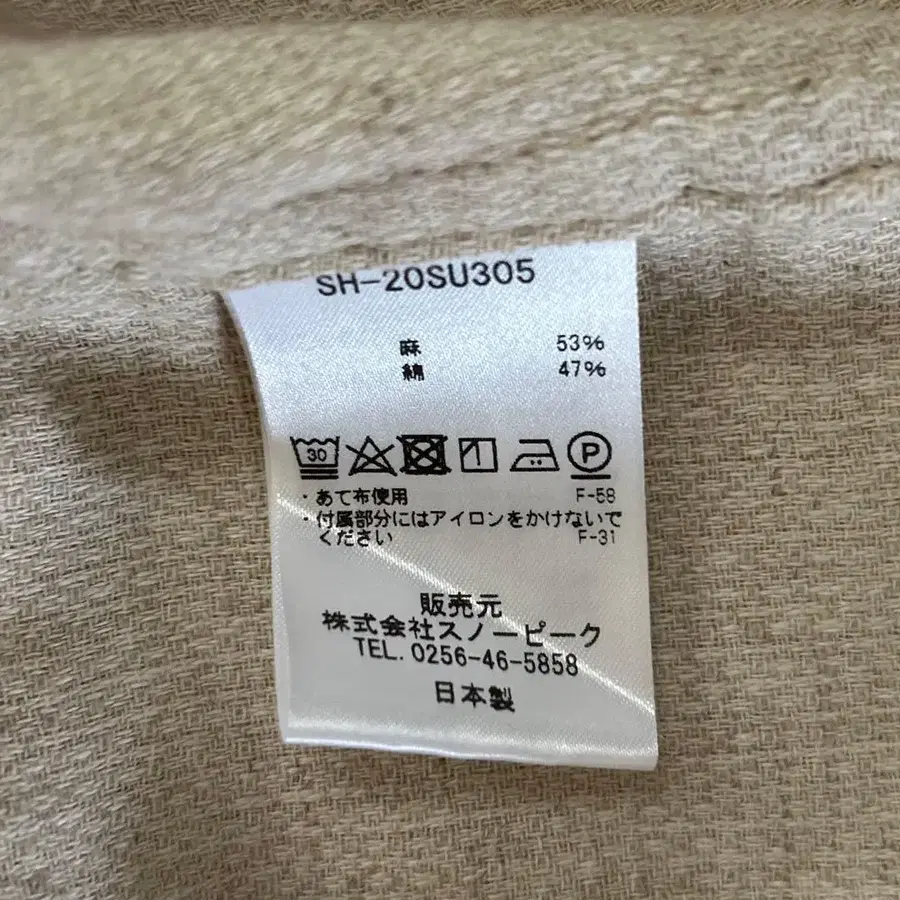 SH-20SU305
麻 53%
綿 47%
30 P
・あて布使用 F-58
・付属部分にはアイロンをかけないで
ください F-31
販売元
株式会社スノーピーク
TEL. 0256-46-5858
日本製